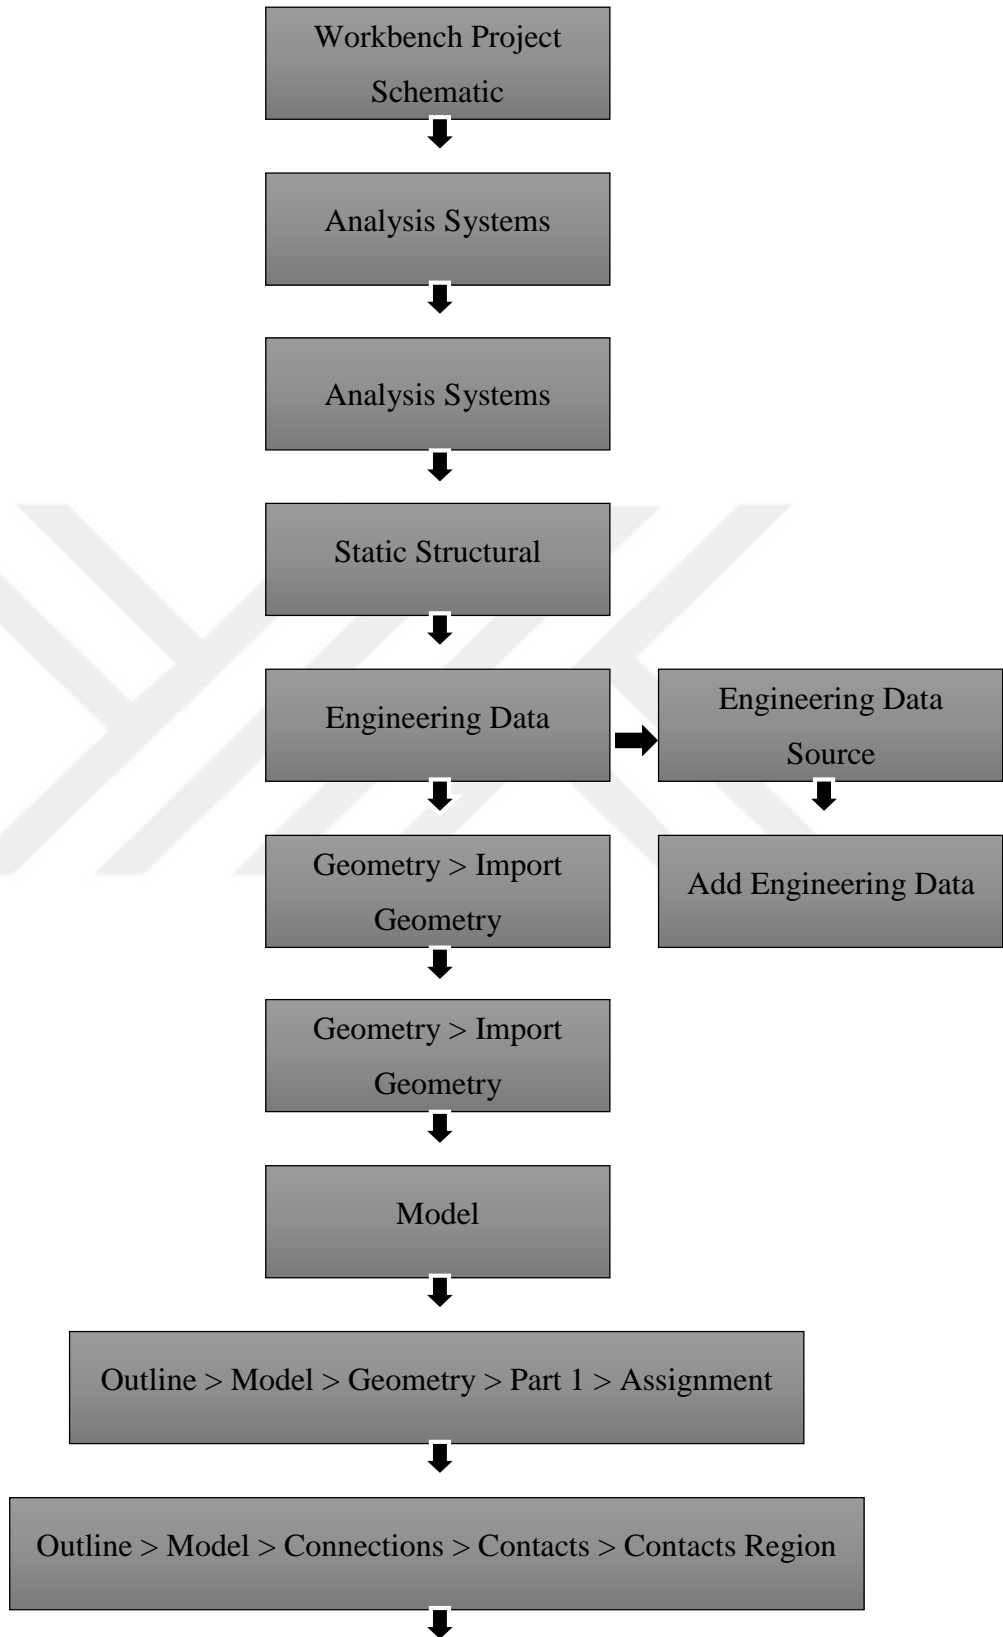 Workbench Project
Schematic
Analysis Systems
Analysis Systems
Static Structural
Engineering Data
Engineering Data
Source
Geometry > Import
Geometry
Add Engineering Data
Geometry > Import
Geometry
Model
Outline > Model > Geometry > Part 1 > Assignment
Outline > Model > Connections > Contacts > Contacts Region